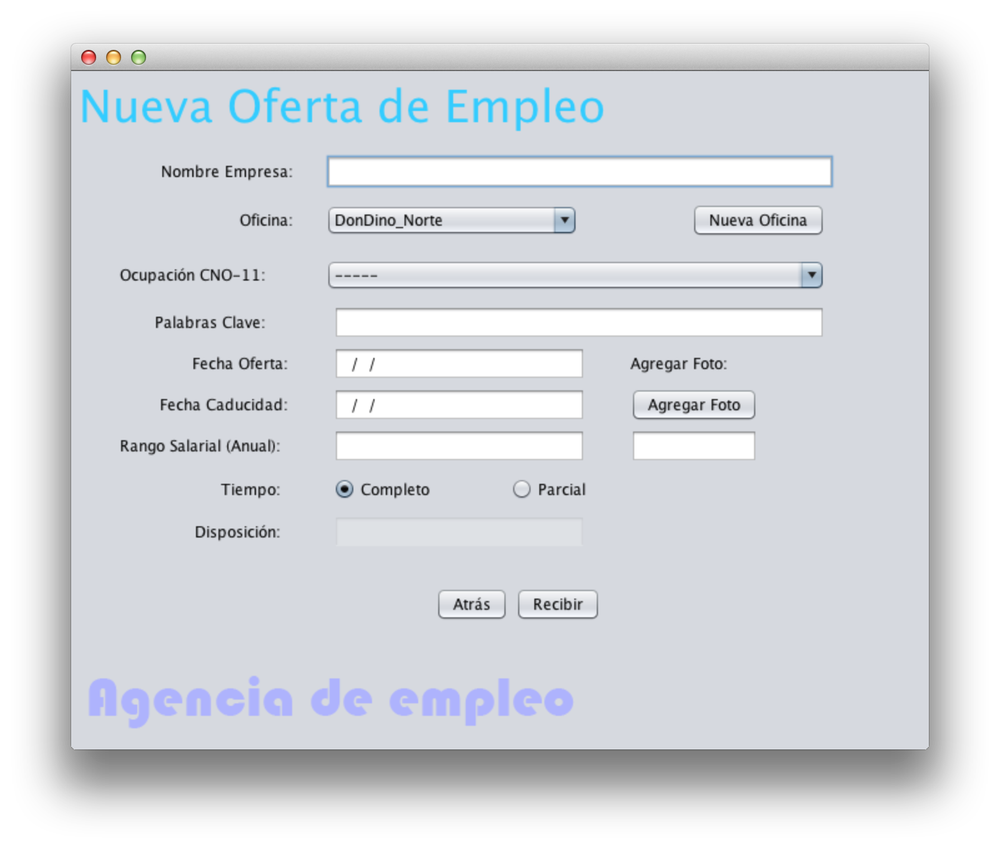 Nueva Oferta de Empleo
Nombre Empresa:
Oficina: DonDino_Norte Nueva Oficina
Ocupación CNO-11: -----
Palabras Clave:
Fecha Oferta: / / Agregar Foto:
Fecha Caducidad: / / Agregar Foto
Rango Salarial (Anual):
Tiempo: Completo Parcial
Disposición:
Atrás Recibir
Agencia de empleo